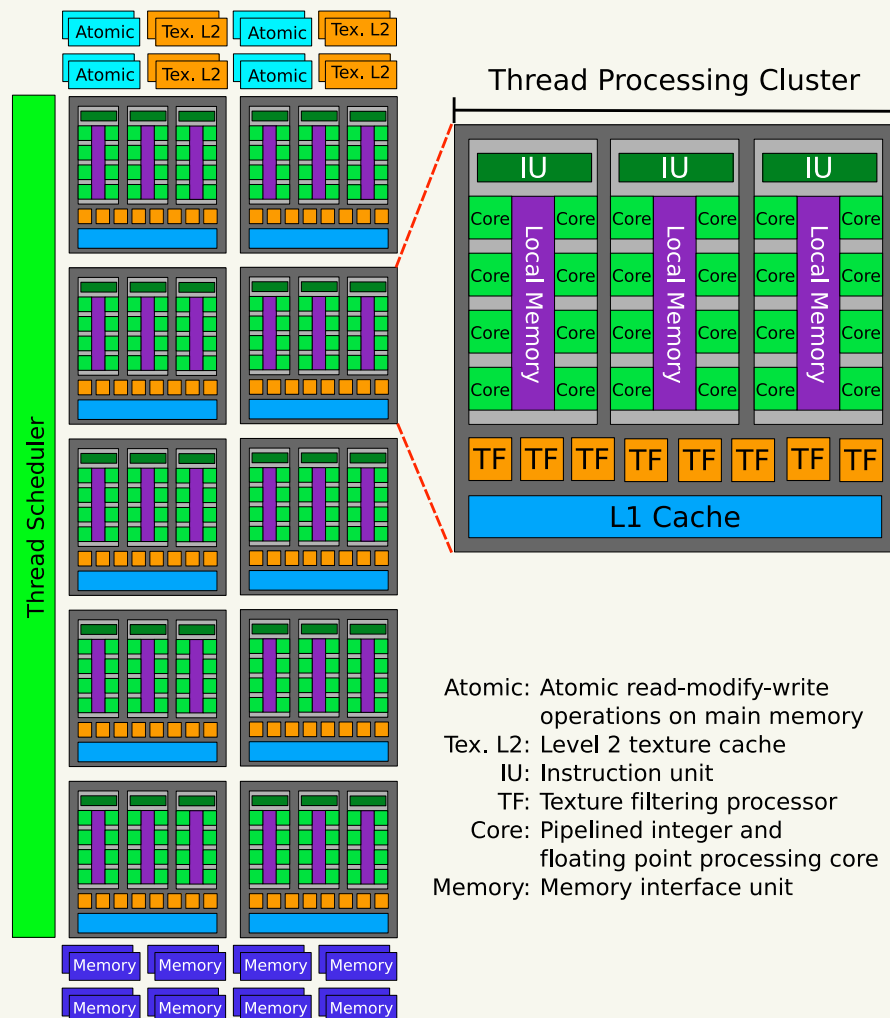 Atomic Tex. L2 Atomic Tex. L2
Atomic Tex. L2 Atomic Tex. L2
Thread Scheduler
Thread Processing Cluster
IU IU IU
Core Core Core Core Core Core
Core Core Core Core Core Core
Core Core Core Core Core Core
Core Core Core Core Core Core
Local Memory Local Memory Local Memory
TF TF TF TF TF TF TF TF
L1 Cache
Atomic: Atomic read-modify-write
operations on main memory
Tex. L2: Level 2 texture cache
IU: Instruction unit
TF: Texture filtering processor
Core: Pipelined integer and
floating point processing core
Memory: Memory interface unit
Memory Memory Memory Memory
Memory Memory Memory Memory